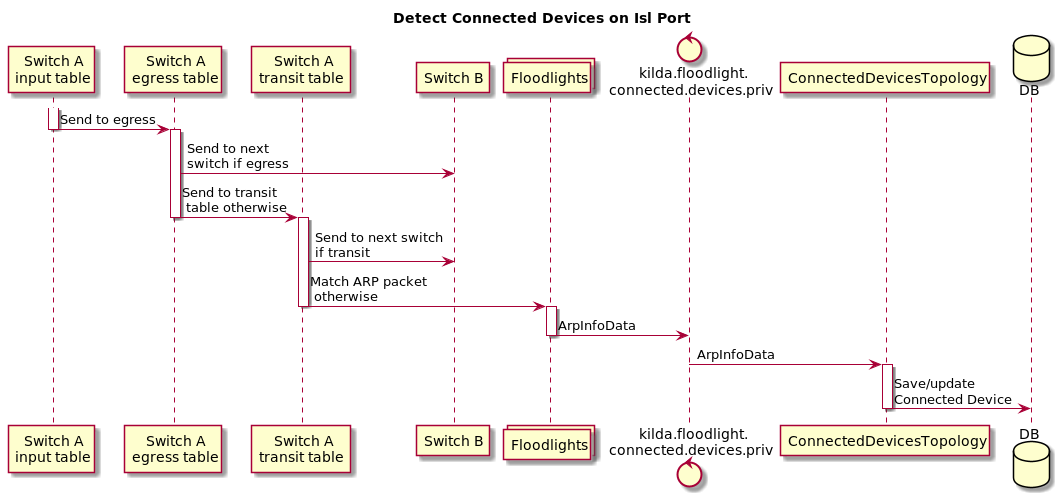 Detect Connected Devices on Isl Port
Switch A
input table
Switch A
egress table
Switch A
transit table
Switch B
Floodlights
kilda.floodlight.
connected.devices.priv
ConnectedDevicesTopology
DB
Send to egress
Send to next
switch if egress
Send to transit
table otherwise
Send to next switch
if transit
Match ARP packet
otherwise
ArpInfoData
ArpInfoData
Save/update
Connected Device
Switch A
input table
Switch A
egress table
Switch A
transit table
Switch B
Floodlights
kilda.floodlight.
connected.devices.priv
ConnectedDevicesTopology
DB